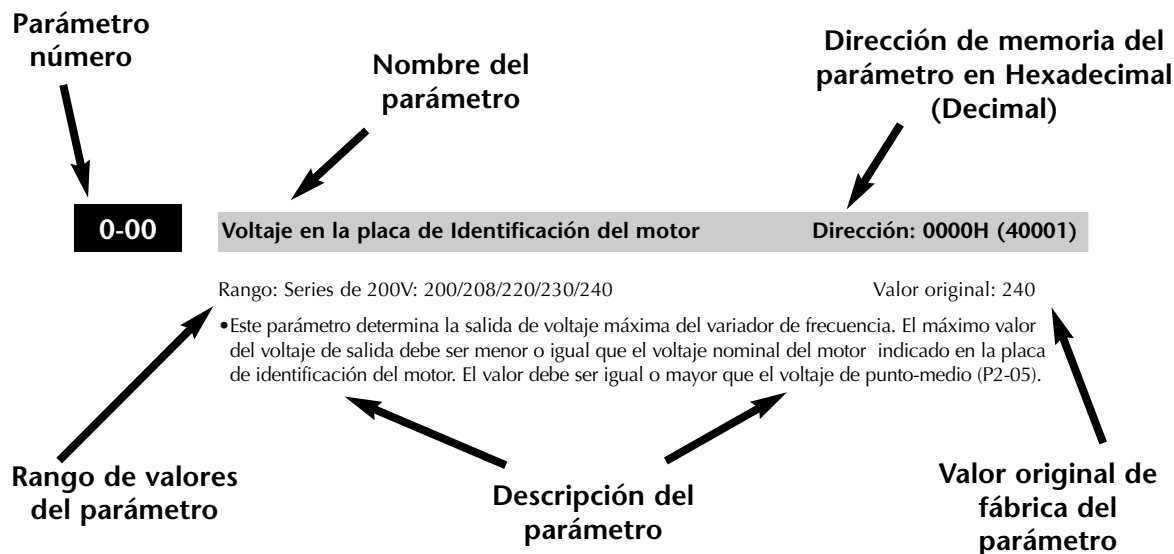 Parámetro
número
Nombre del
parámetro
Dirección de memoria del
parámetro en Hexadecimal
(Decimal)
0-00
Voltaje en la placa de Identificación del motor
Dirección: 0000H (40001)
Rango: Series de 200V: 200/208/220/230/240
Valor original: 240
•Este parámetro determina la salida de voltaje máxima del variador de frecuencia. El máximo valor
del voltaje de salida debe ser menor o igual que el voltaje nominal del motor indicado en la placa
de identificación del motor. El valor debe ser igual o mayor que el voltaje de punto-medio (P2-05).
Rango de valores
del parámetro
Descripción del
parámetro
Valor original de
fábrica del
parámetro